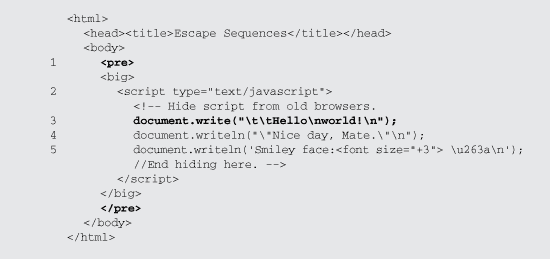 <html>
<head><title>Escape Sequences</title></head>
<body>
1 <pre>
<big>
2 <script type="text/javascript">
<!-- Hide script from old browsers.
3 document.write("\t\tHello\nworld!\n");
4 document.writeln("\"Nice day, Mate.\"\n");
5 document.writeln('Smiley face:<font size="+3"> \u263a\n');
//End hiding here. -->
</script>
</big>
</pre>
</body>
</html>